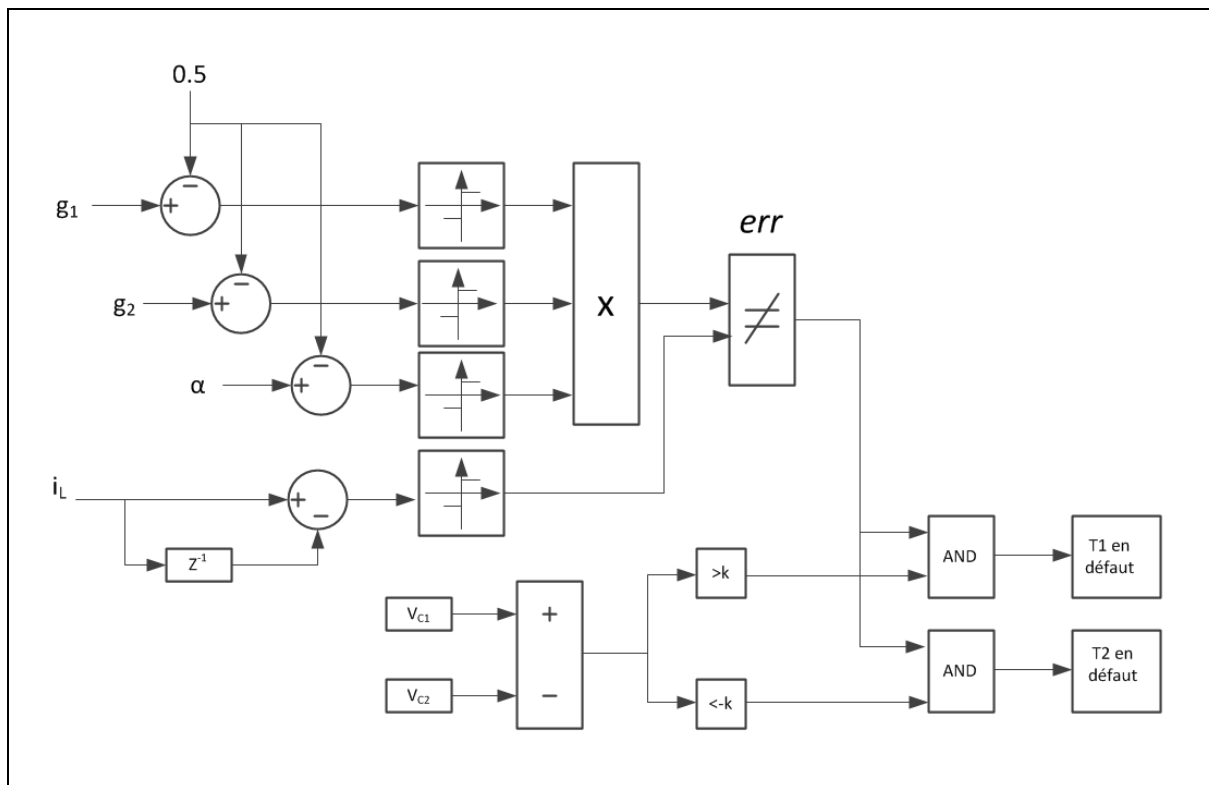 0.5
g1
g2
α
iL
Z-1
X
err
≠
VC1
VC2
>k
<-k
AND
T1 en
défaut
AND
T2 en
défaut